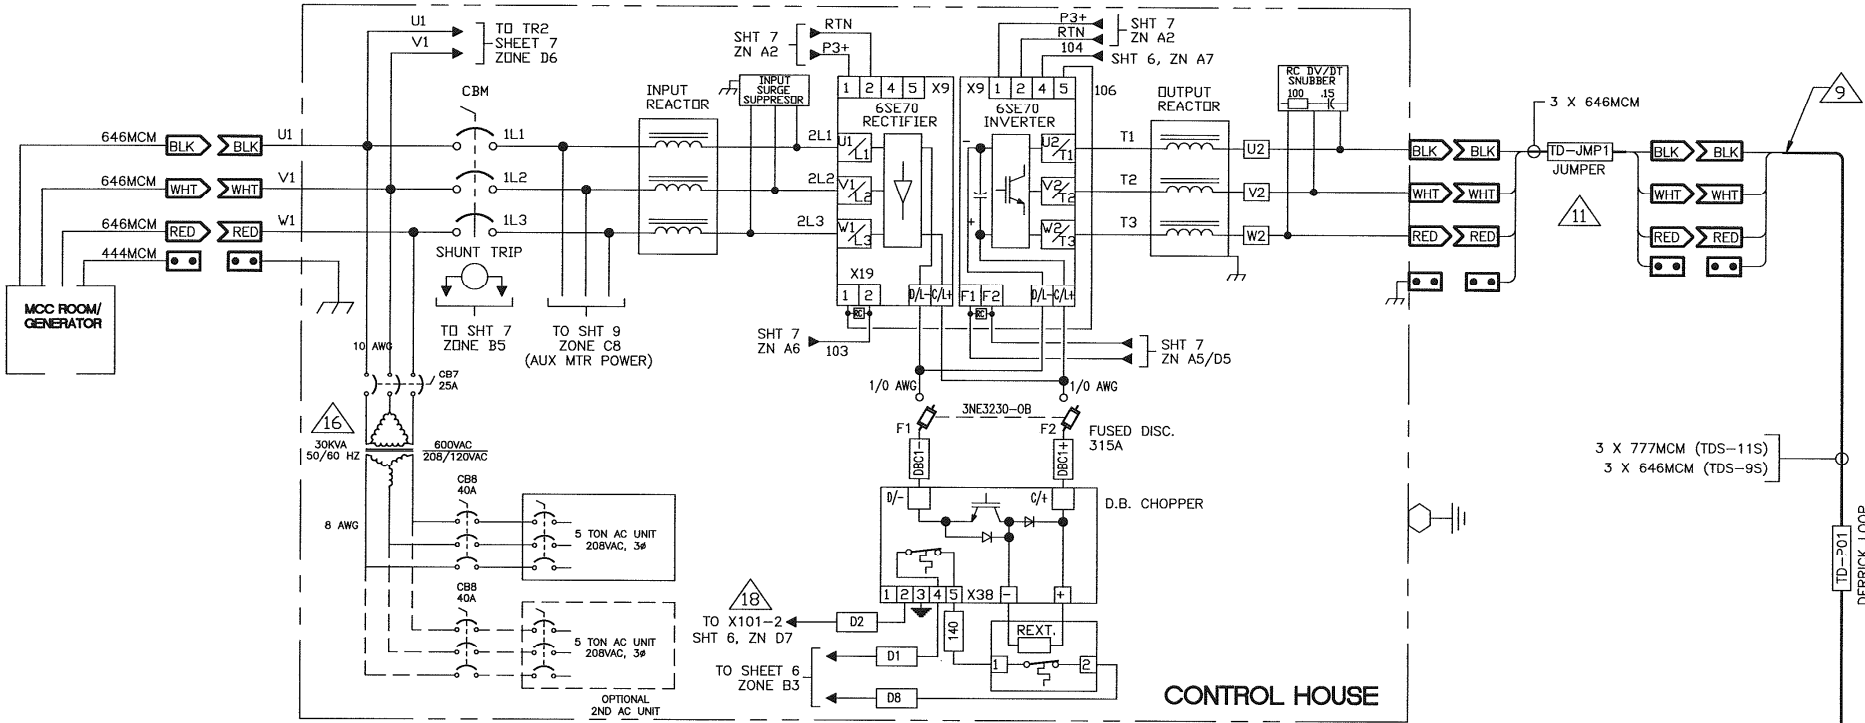 U1
V1
TO TR2
SHEET 7
ZONE D6
SHT 7
ZN A2
RTN
P3+
P3+
RTN
SHT 7
ZN A2
104
SHT 6, ZN A7
106
CBM
INPUT
REACTOR
INPUT
SURGE
SUPPRESOR
1 2 4 5 X9
6SE70
RECTIFIER
X9 1 2 4 5
6SE70
INVERTER
OUTPUT
REACTOR
RC DV/DT
SNUBBER
100 .15
3 X 646MCM
9
646MCM BLK BLK U1
1L1
2L1
U1 L1
U2 T1
T1
U2
BLK BLK
TD-JMP1
JUMPER
BLK BLK
646MCM WHT WHT V1
1L2
2L2
V1 L2
V2 T2
T2
V2
WHT WHT
WHT WHT
11
646MCM RED RED W1
1L3
2L3
W1 L3
W2 T3
T3
W2
RED RED
RED RED
444MCM
SHUNT TRIP
- +
X19
1 2 D/L- C/L+
F1 F2 D/L- C/L+
RC
RC
MCC ROOM/
GENERATOR
TO SHT 7
ZONE B5
TO SHT 9
ZONE C8
(AUX MTR POWER)
SHT 7
ZN A6
103
SHT 7
ZN A5/D5
10 AWG
CB7
25A
1/0 AWG
1/0 AWG
3NE3230-0B
F1
F2
FUSED DISC.
315A
16
30KVA
50/60 HZ
600VAC
208/120VAC
DBC1-
DBC1+
3 X 777MCM (TDS-11S)
3 X 646MCM (TDS-9S)
CB8
40A
8 AWG
5 TON AC UNIT
208VAC, 3ø
D/- C/+
D.B. CHOPPER
TD-P01
DERRICK LOOP
CB8
40A
5 TON AC UNIT
208VAC, 3ø
OPTIONAL
2ND AC UNIT
1 2 3 4 5 X38 - +
18
TO X101-2
SHT 6, ZN D7
D2
140
REXT.
1 2
TO SHEET 6
ZONE B3
D1
D8
CONTROL HOUSE